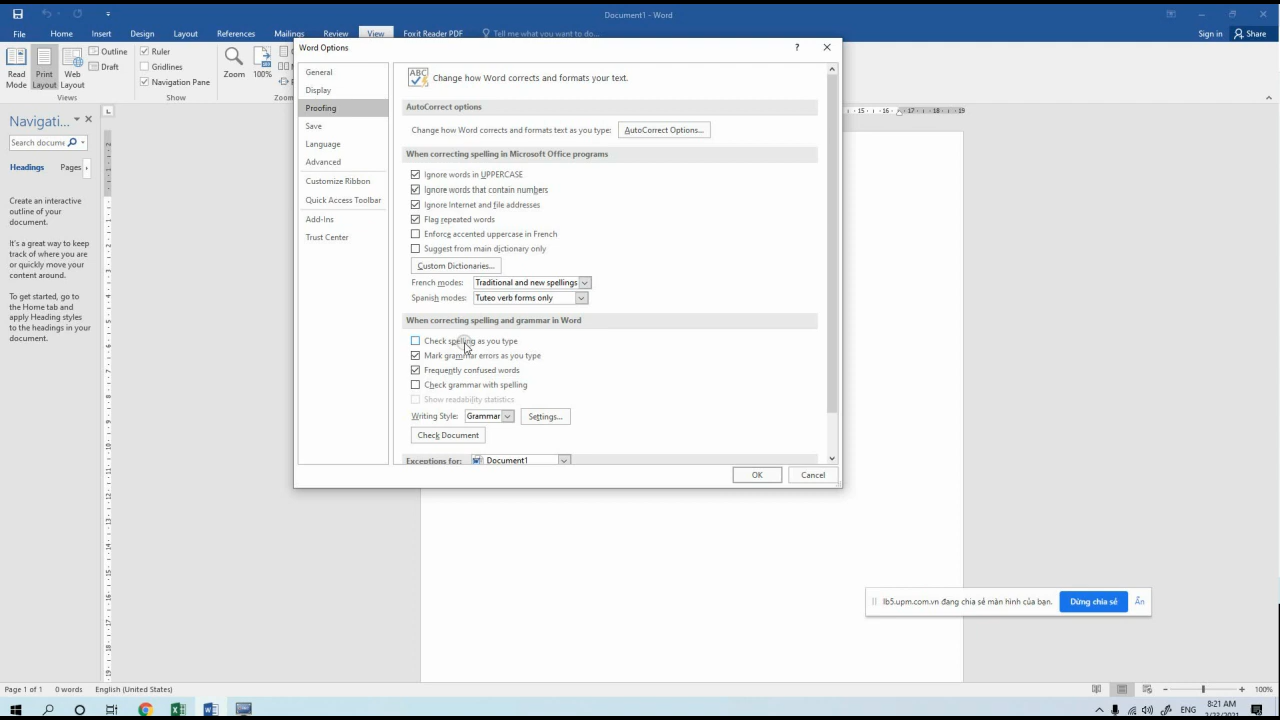 Document1 - Word
File Home Insert Design Layout References Mailings Review View Foxit Reader PDF Tell me what you want to do... Sign in Share
Read Mode
Print Layout
Web Layout
Outline
Draft
Views
Ruler
Gridlines
Navigation Pane
Show
Zoom
100%
Zoom
Word Options
?
General
Display
Proofing
Save
Language
Advanced
Customize Ribbon
Quick Access Toolbar
Add-Ins
Trust Center
ABC
Change how Word corrects and formats your text.
AutoCorrect options
Change how Word corrects and formats text as you type: AutoCorrect Options...
When correcting spelling in Microsoft Office programs
Ignore words in UPPERCASE
Ignore words that contain numbers
Ignore Internet and file addresses
Flag repeated words
Enforce accented uppercase in French
Suggest from main dictionary only
Custom Dictionaries...
French modes: Traditional and new spellings
Spanish modes: Tuteo verb forms only
When correcting spelling and grammar in Word
Check spelling as you type
Mark grammar errors as you type
Frequently confused words
Check grammar with spelling
Show readability statistics
Writing Style: Grammar Settings...
Check Document
Exceptions for: Document1
OK Cancel
Navigati...
Search docume
Headings Pages
Create an interactive
outline of your
document.
It's a great way to keep
track of where you are
or quickly move your
content around.
To get started, go to
the Home tab and
apply Heading styles
to the headings in your
document.
lb5.upm.com.vn đang chia sẻ màn hình của bạn. Dừng chia sẻ Ẩn
Page 1 of 1 0 words English (United States) 100%
ENG 8:21 AM